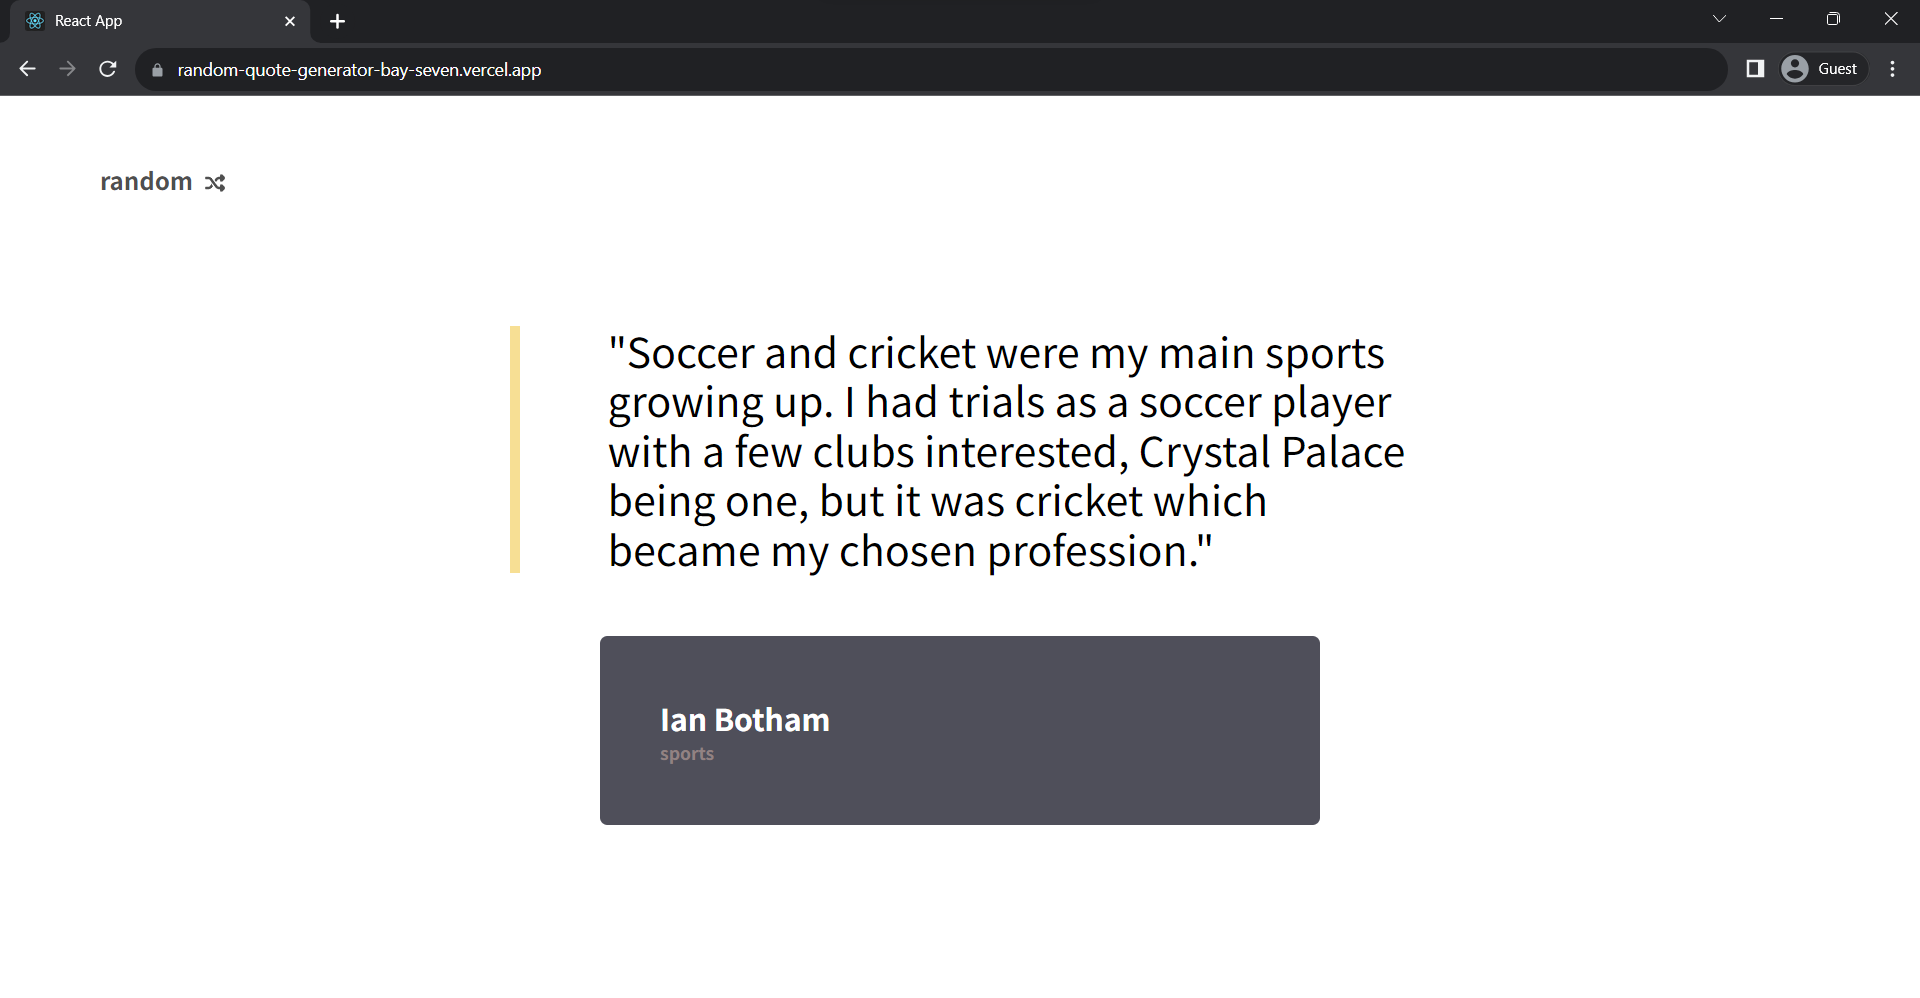 React App
random-quote-generator-bay-seven.vercel.app
Guest
random
"Soccer and cricket were my main sports
growing up. I had trials as a soccer player
with a few clubs interested, Crystal Palace
being one, but it was cricket which
became my chosen profession."
Ian Botham
sports